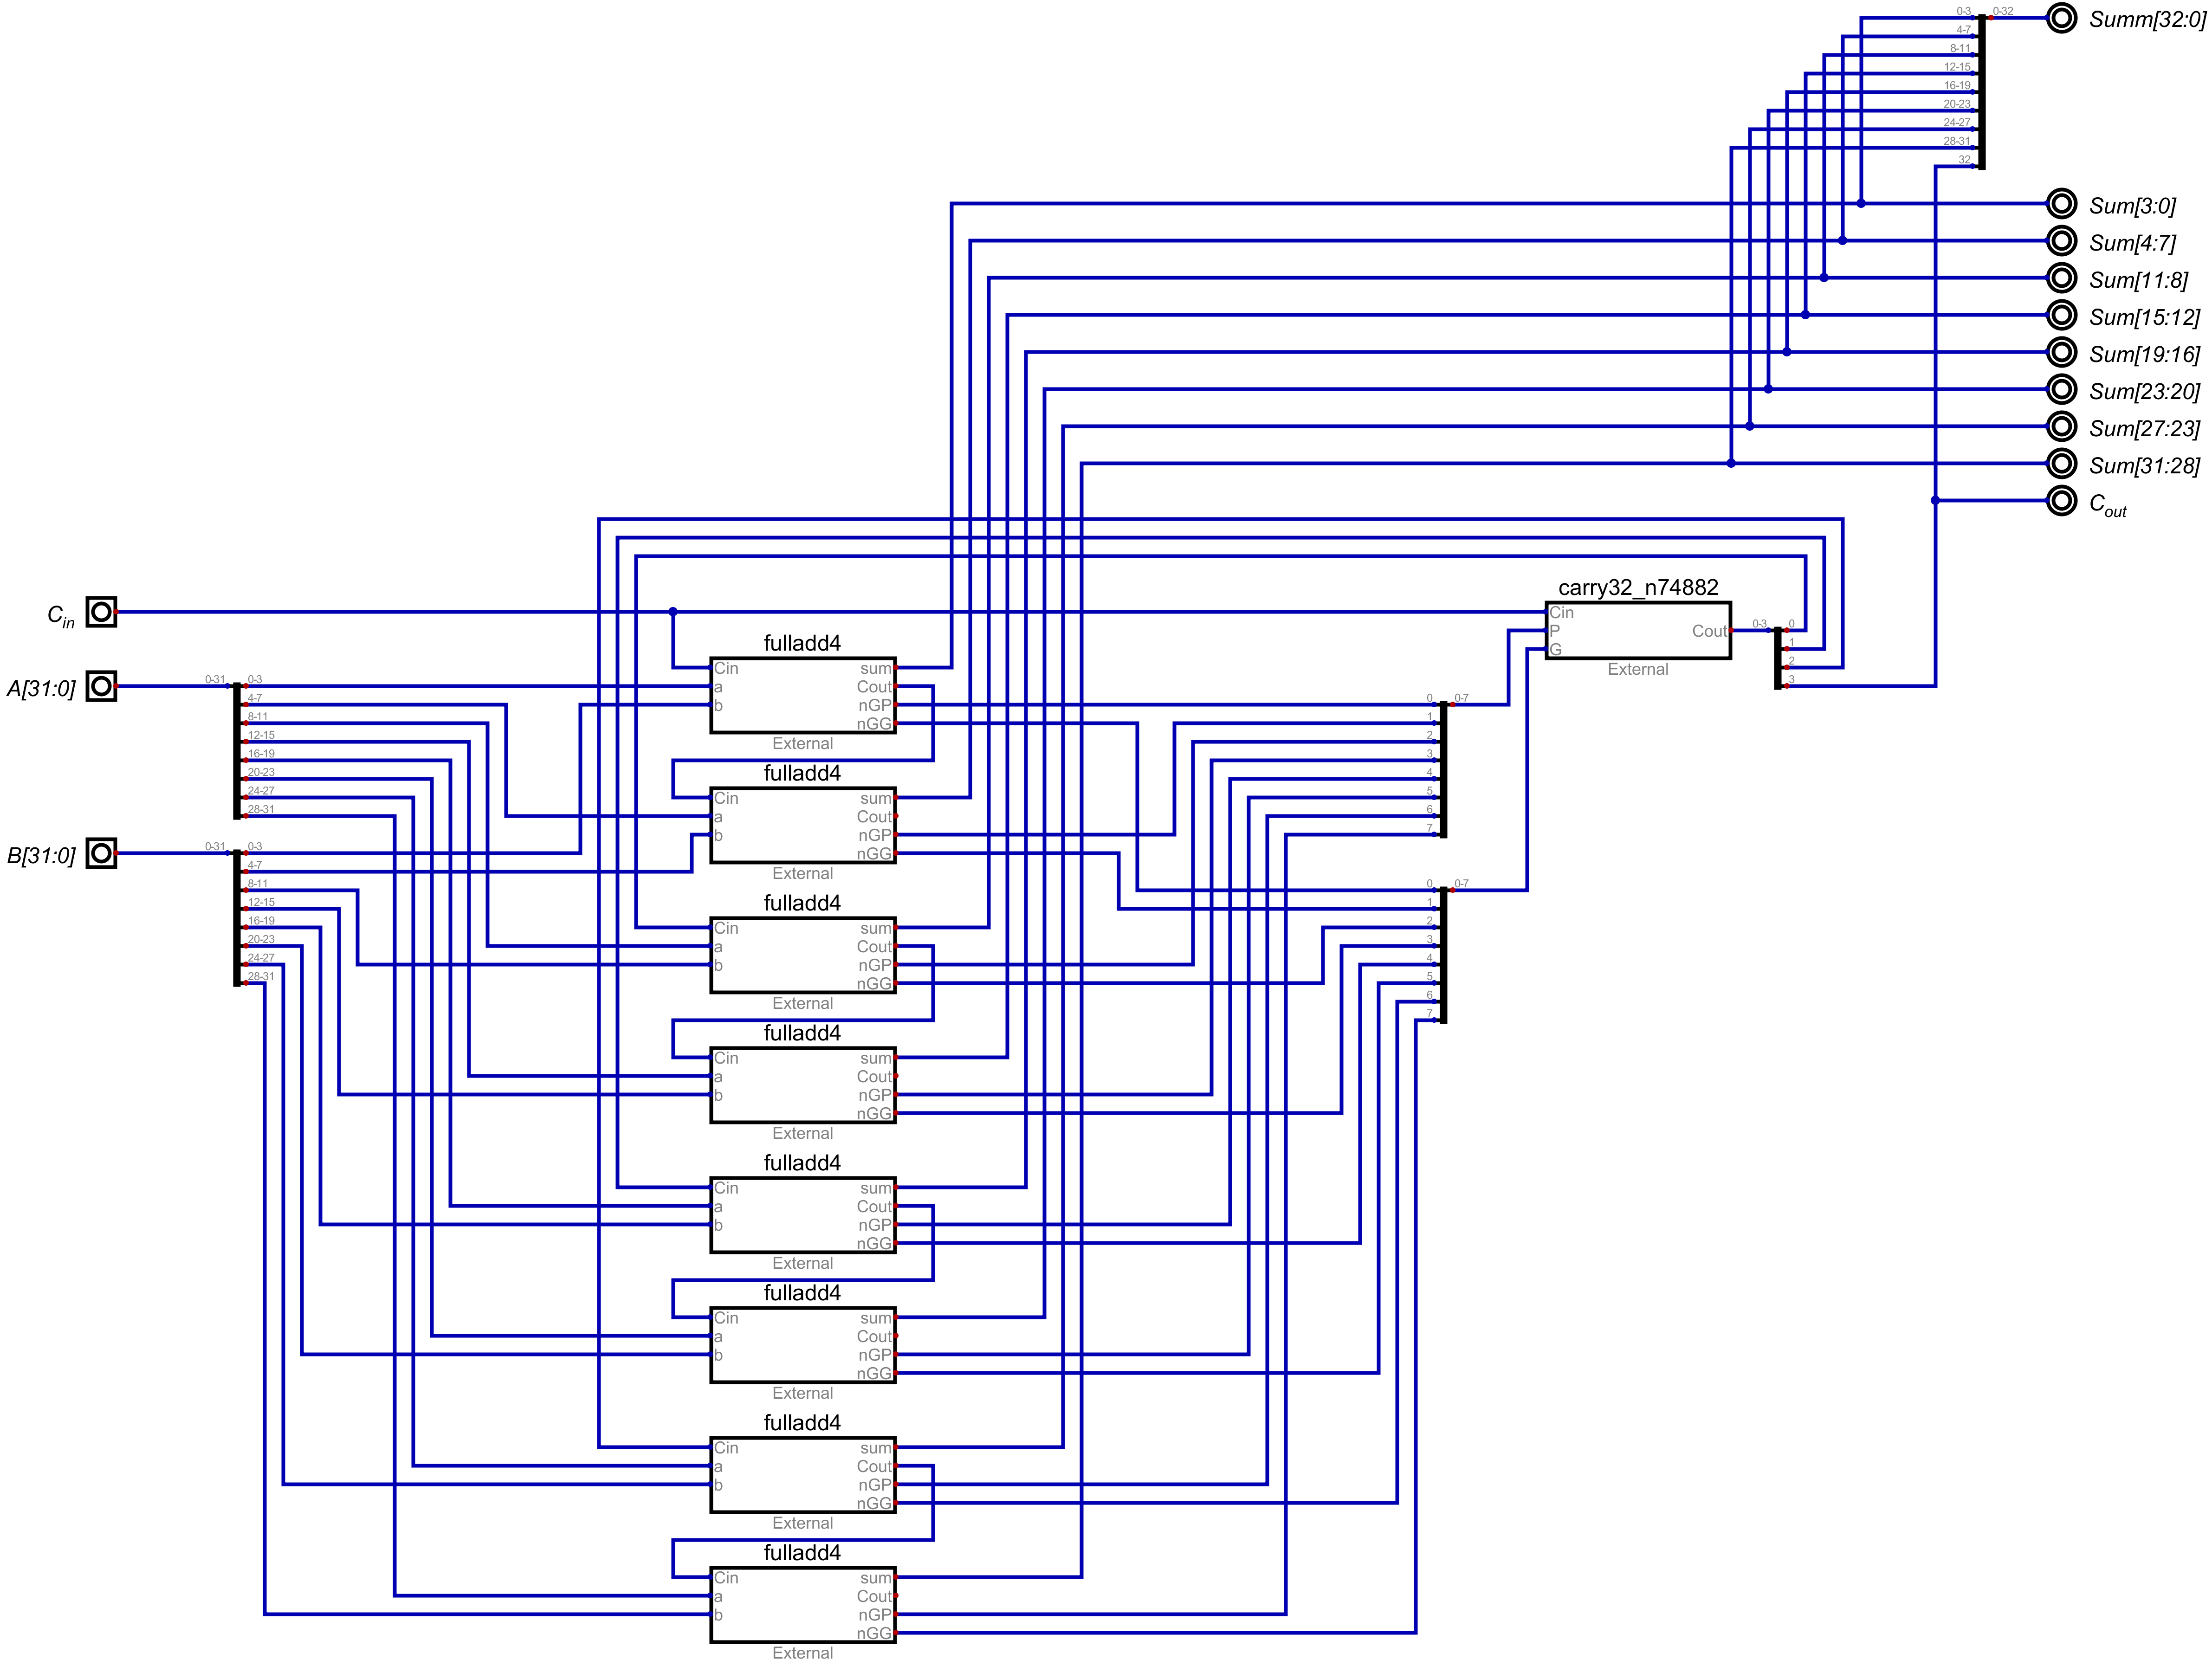 0-3 0-32 Summ[32:0]
4-7
8-11
12-15
16-19
20-23
24-27
28-31
32
Sum[3:0]
Sum[4:7]
Sum[11:8]
Sum[15:12]
Sum[19:16]
Sum[23:20]
Sum[27:23]
Sum[31:28]
Cout
Cin
A[31:0]
0-31 0-3
4-7
8-11
12-15
16-19
20-23
24-27
28-31
B[31:0]
0-31 0-3
4-7
8-11
12-15
16-19
20-23
24-27
28-31
fulladd4
Cin sum
a Cout
b nGP
nGG
External
fulladd4
Cin sum
a Cout
b nGP
nGG
External
fulladd4
Cin sum
a Cout
b nGP
nGG
External
fulladd4
Cin sum
a Cout
b nGP
nGG
External
fulladd4
Cin sum
a Cout
b nGP
nGG
External
fulladd4
Cin sum
a Cout
b nGP
nGG
External
fulladd4
Cin sum
a Cout
b nGP
nGG
External
fulladd4
Cin sum
a Cout
b nGP
nGG
External
0 0-7
1
2
3
4
5
6
7
0 0-7
1
2
3
4
5
6
7
carry32_n74882
Cin
P Cout
G
External
0-3 0
1
2
3